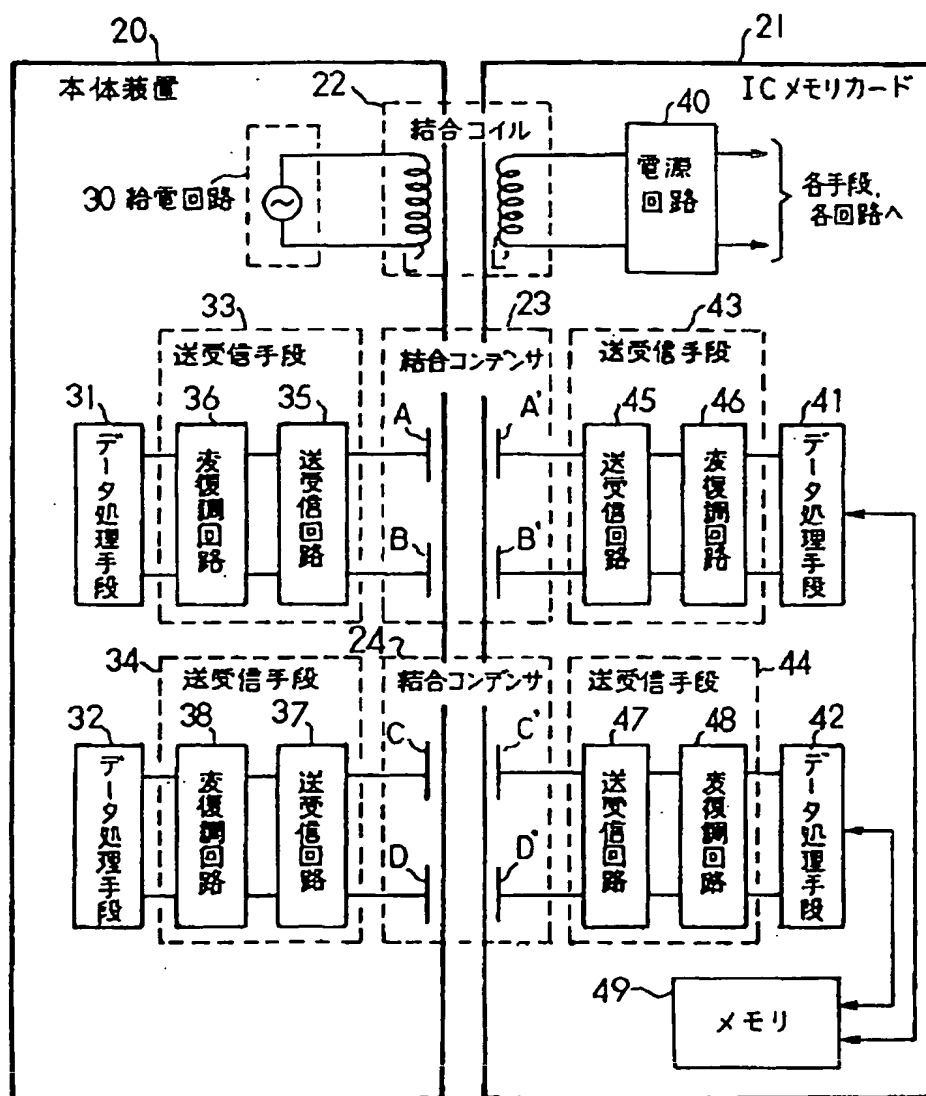 20
21
本体装置
22
ICメモリカード
40
結合コイル
電源回路
30 給電回路
各手段,
各回路へ
L
L
23
33
43
送受信手段
結合コンデンサ
送受信手段
31
36
35
A
A'
45
46
41
データ処理手段
変復調回路
送受信回路
送受信回路
変復調回路
データ処理手段
B
B'
24
34
44
送受信手段
結合コンデンサ
送受信手段
32
38
37
C
C'
47
48
42
データ処理手段
変復調回路
送受信回路
送受信回路
変復調回路
データ処理手段
D
D'
49
メモリ